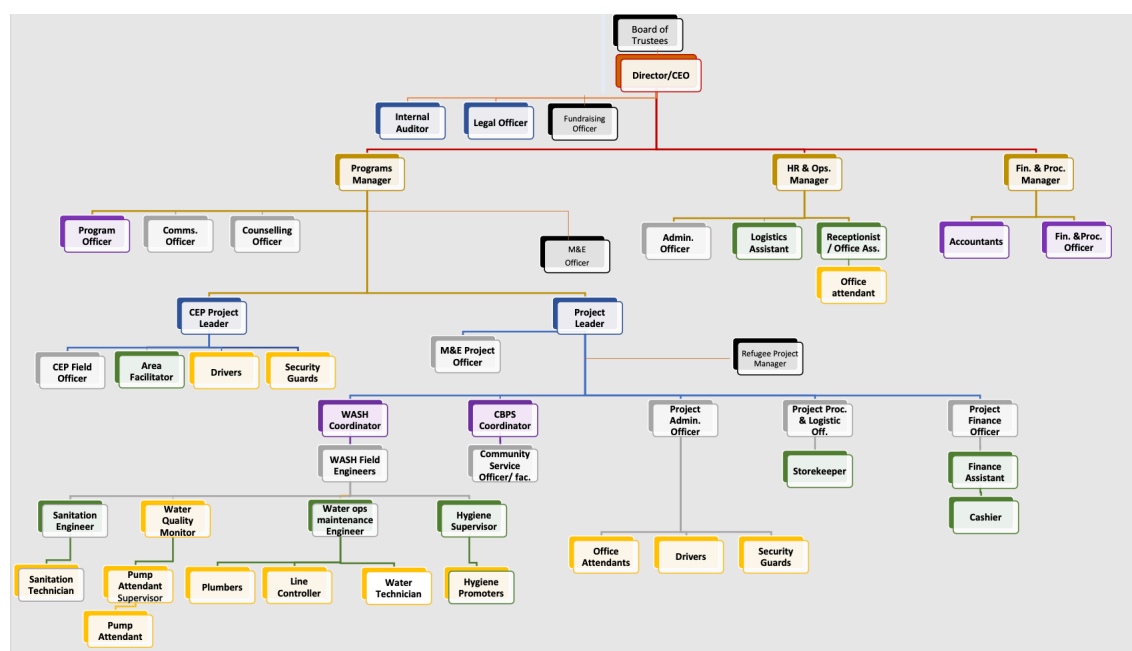 Board of
Trustees
Director/CEO
Internal
Auditor
Legal Officer
Fundraising
Officer
Programs
Manager
HR & Ops.
Manager
Fin. & Proc.
Manager
Program
Officer
Comms.
Officer
Counselling
Officer
M&E
Officer
Admin.
Officer
Logistics
Assistant
Receptionist
/ Office Ass.
Accountants
Fin. &Proc.
Officer
Office
attendant
CEP Project
Leader
Project
Leader
CEP Field
Officer
Area
Facilitator
Drivers
Security
Guards
M&E Project
Officer
Refugee Project
Manager
WASH
Coordinator
CBPS
Coordinator
Project
Admin.
Officer
Project Proc.
& Logistic
Off.
Project
Finance
Officer
WASH Field
Engineers
Community
Service
Officer/ fac.
Storekeeper
Finance
Assistant
Cashier
Sanitation
Engineer
Water
Quality
Monitor
Water ops
maintenance
Engineer
Hygiene
Supervisor
Office
Attendants
Drivers
Security
Guards
Sanitation
Technician
Pump
Attendant
Supervisor
Plumbers
Line
Controller
Water
Technician
Hygiene
Promoters
Pump
Attendant